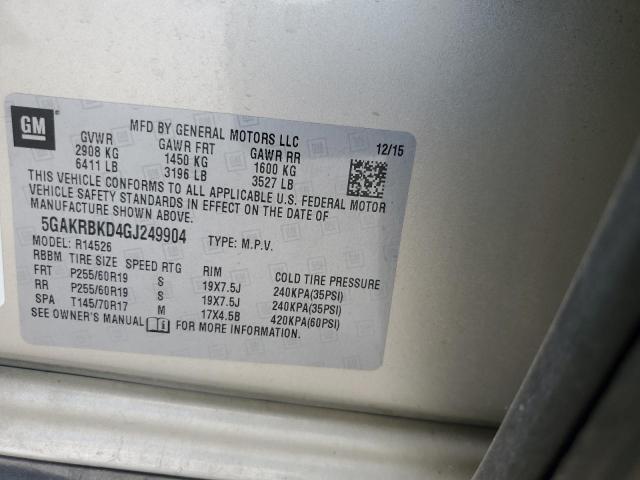 GM
MFD BY GENERAL MOTORS LLC
12/15
GVWR GAWR FRT GAWR RR
2908 KG 1450 KG 1600 KG
6411 LB 3196 LB 3527 LB
THIS VEHICLE CONFORMS TO ALL APPLICABLE U.S. FEDERAL MOTOR
VEHICLE SAFETY STANDARDS IN EFFECT ON THE DATE OF
MANUFACTURE SHOWN ABOVE.
5GAKRBKD4GJ249904 TYPE: M.P.V.
MODEL: R14526
RBBM TIRE SIZE SPEED RTG RIM COLD TIRE PRESSURE
FRT P255/60R19 S 19X7.5J 240KPA(35PSI)
RR P255/60R19 S 19X7.5J 240KPA(35PSI)
SPA T145/70R17 M 17X4.5B 420KPA(60PSI)
SEE OWNER'S MANUAL FOR MORE INFORMATION.